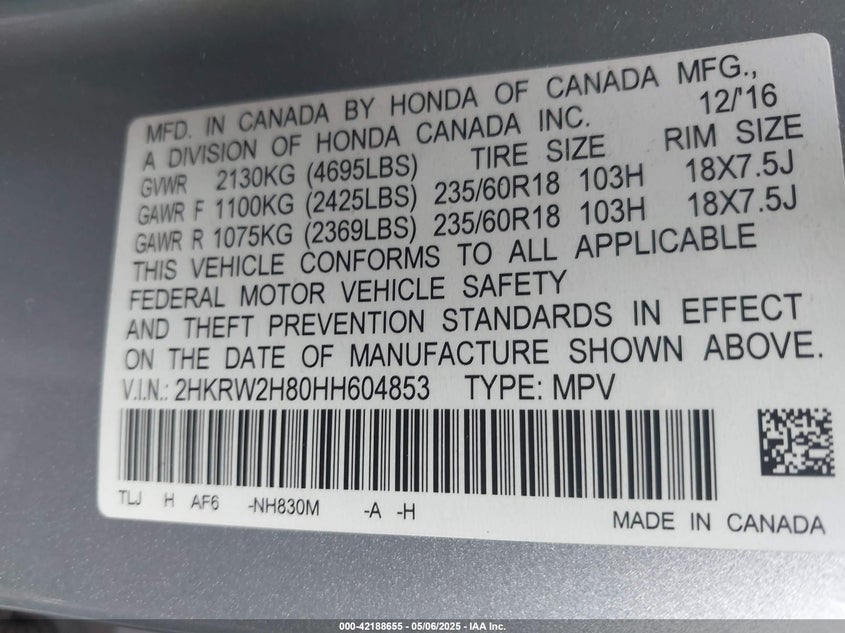 MFD. IN CANADA BY HONDA OF CANADA MFG.,
A DIVISION OF HONDA CANADA INC. 12/'16
GVWR 2130KG (4695LBS) TIRE SIZE RIM SIZE
GAWR F 1100KG (2425LBS) 235/60R18 103H 18X7.5J
GAWR R 1075KG (2369LBS) 235/60R18 103H 18X7.5J
THIS VEHICLE CONFORMS TO ALL APPLICABLE
FEDERAL MOTOR VEHICLE SAFETY
AND THEFT PREVENTION STANDARDS IN EFFECT
ON THE DATE OF MANUFACTURE SHOWN ABOVE.
V.I.N.: 2HKRW2H80HH604853 TYPE: MPV
TLJ H AF6 -NH830M -A -H
MADE IN CANADA
000-42188655 - 05/06/2025 - IAA Inc.